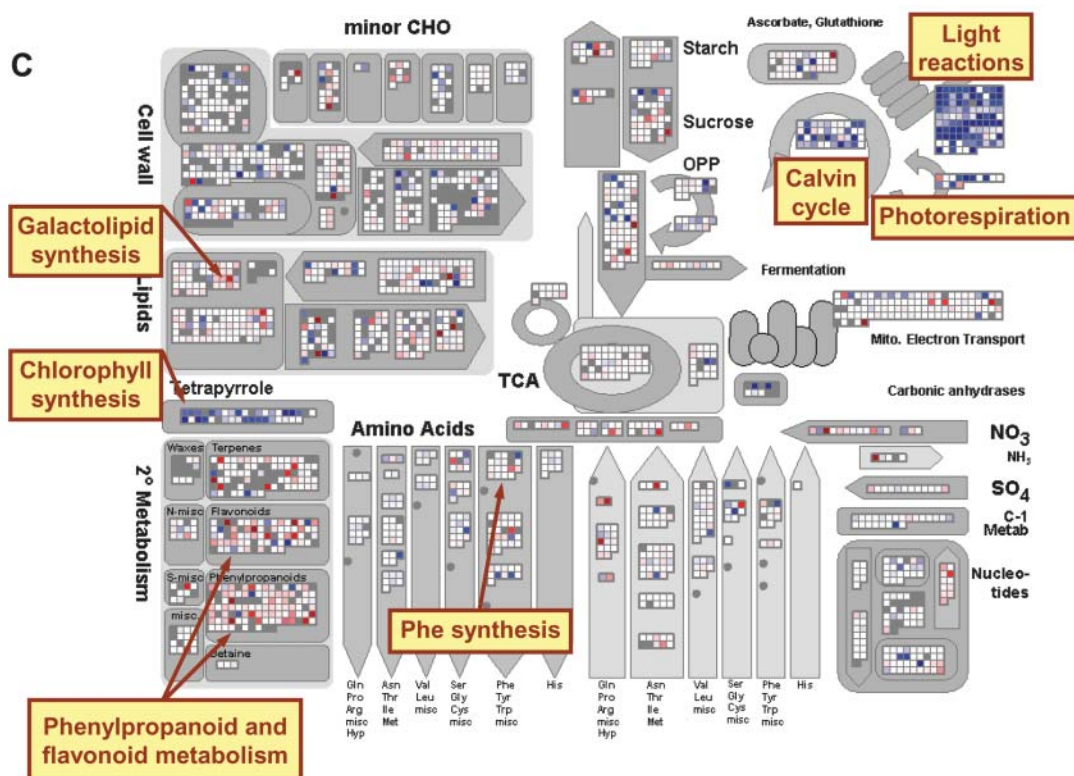 C
minor CHO
Ascorbate, Glutathione
Light
reactions
Starch
Sucrose
Cell wall
OPP
Calvin
cycle
Photorespiration
Galactolipid
synthesis
Lipids
Fermentation
Mito. Electron Transport
Chlorophyll
synthesis
Tetrapyrrole
TCA
Carbonic anhydrases
Amino Acids
NO3
NH3
SO4
C-1
Metab
Nucleo-
tides
2° Metabolism
Waxes
Terpenes
N-misc
Flavonoids
S-misc
Phenylpropanoids
misc
Betaine
Phe synthesis
Phenylpropanoid and
flavonoid metabolism
Gln
Pro
Arg
misc
Hyp
Asn
Thr
Ile
Met
Val
Leu
misc
Ser
Gly
Cys
misc
Phe
Tyr
Trp
misc
His
Gln
Pro
Arg
misc
Hyp
Asn
Thr
Ile
Met
Val
Leu
misc
Ser
Gly
Cys
misc
Phe
Tyr
Trp
misc
His